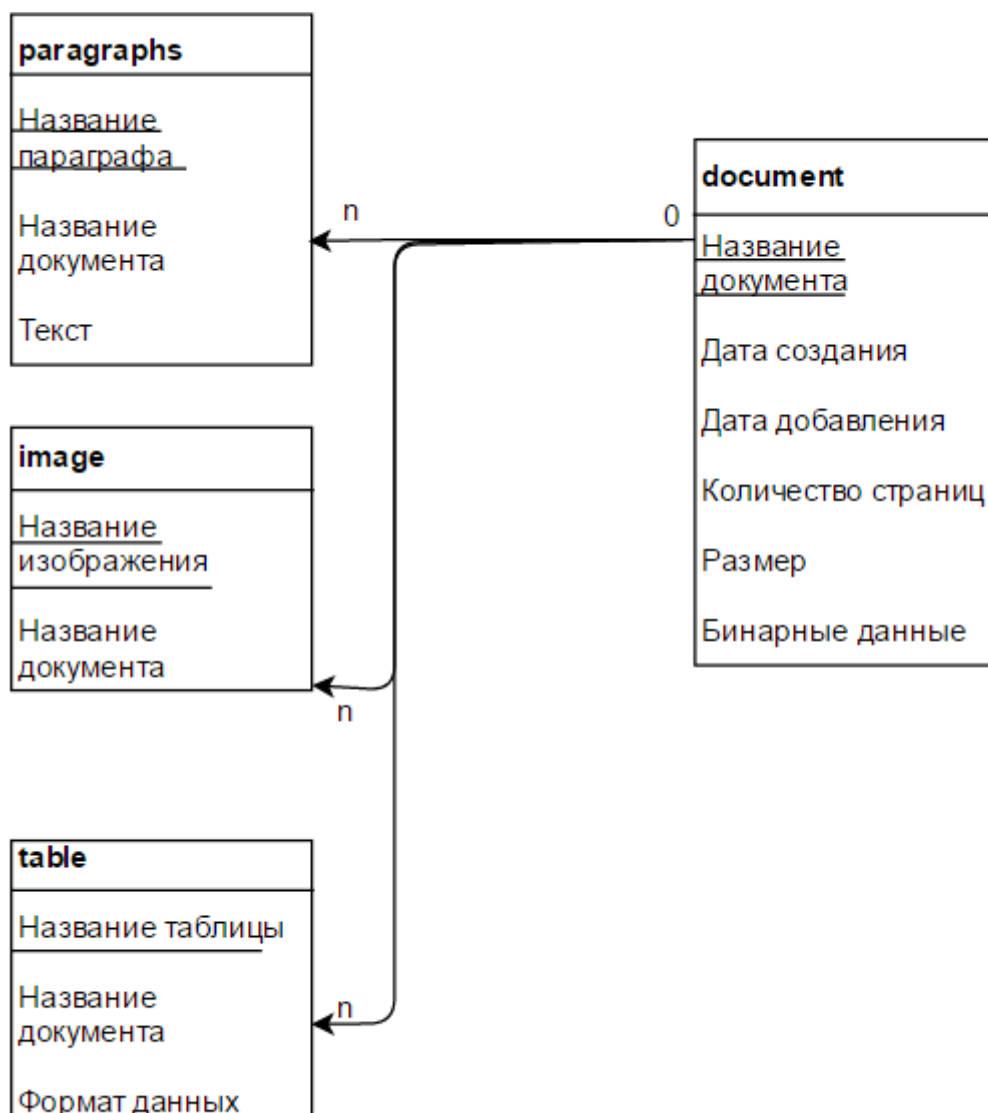 paragraphs
Название
параграфа
Название
документа
Текст
n
0
document
Название
документа
Дата создания
Дата добавления
Количество страниц
Размер
Бинарные данные
image
Название
изображения
Название
документа
n
table
Название таблицы
Название
документа
n
Формат данных